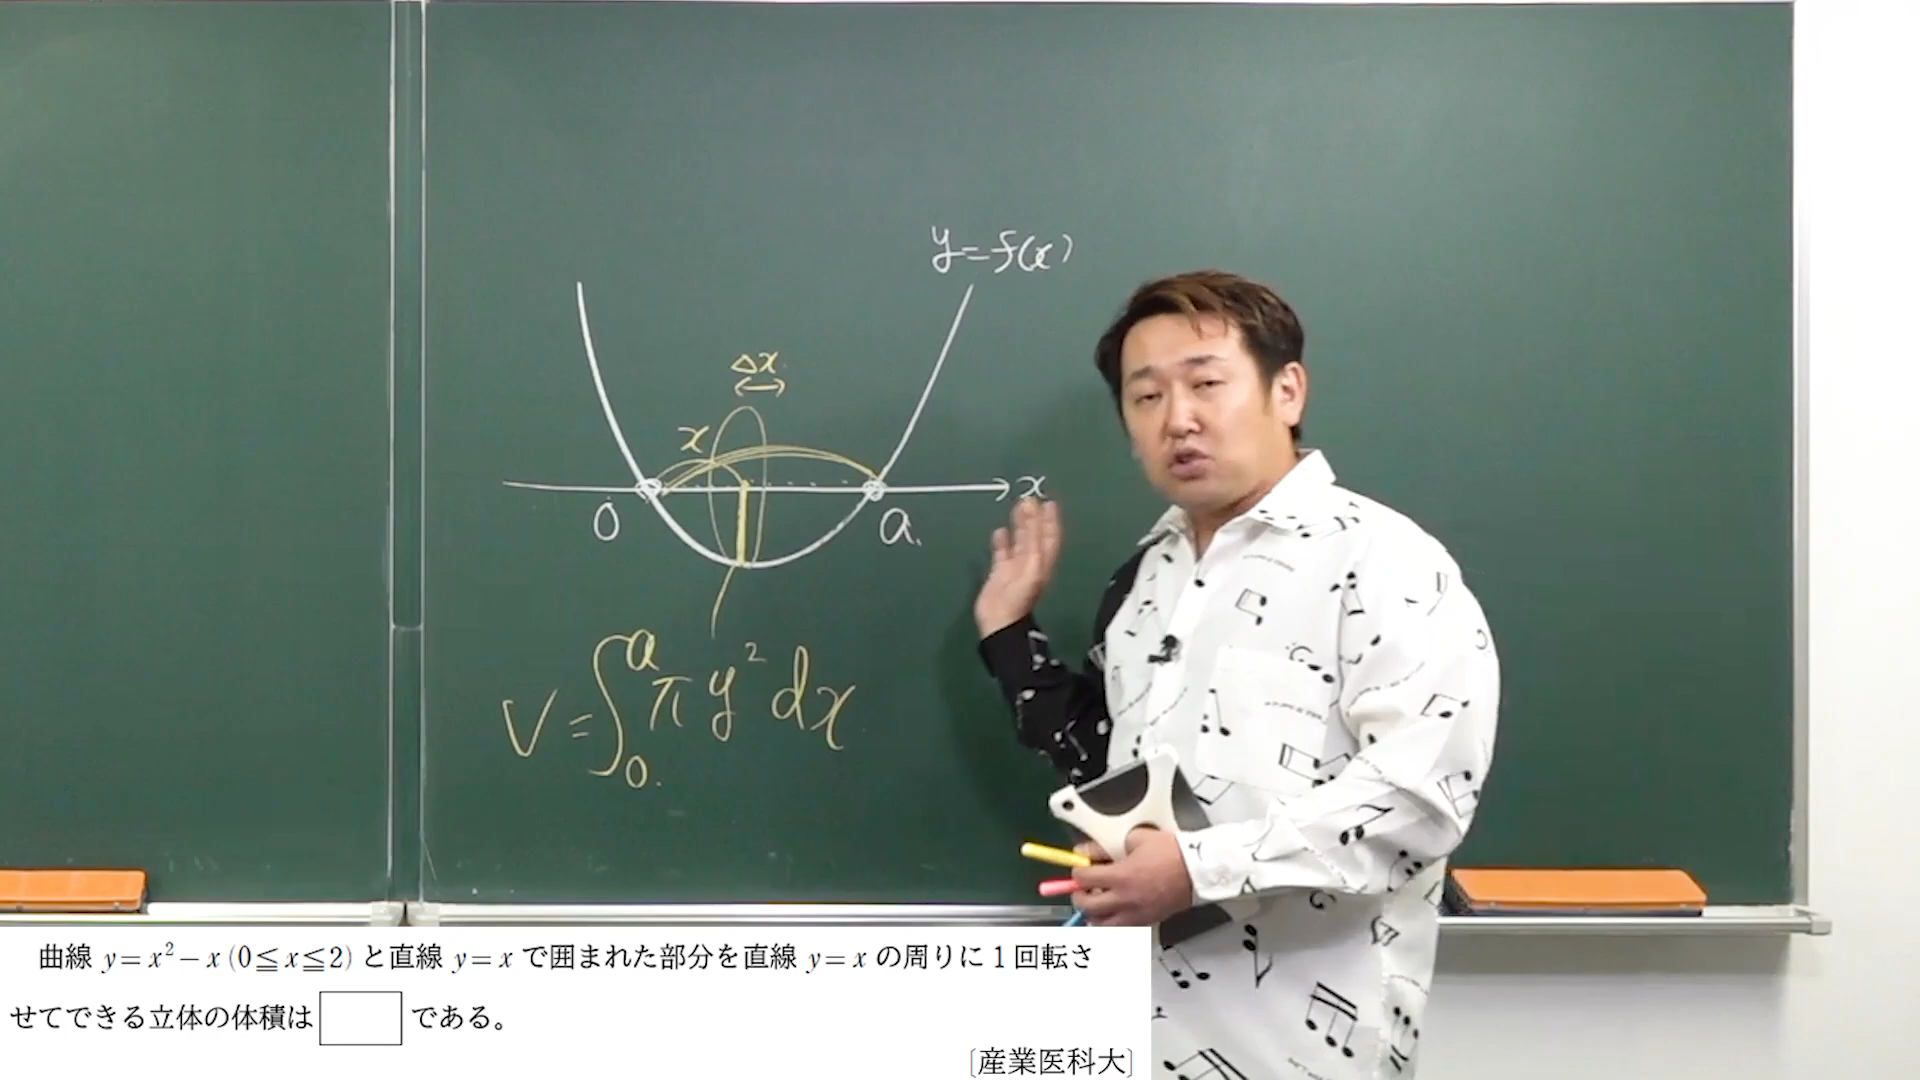 y=f(x)
Δx
x
x
0
a
V=∫₀ᵃπy²dx
曲線 y=x²−x (0≦x≦2) と直線 y=x で囲まれた部分を直線 y=x の周りに 1 回転さ
せてできる立体の体積は□である。
[産業医科大]